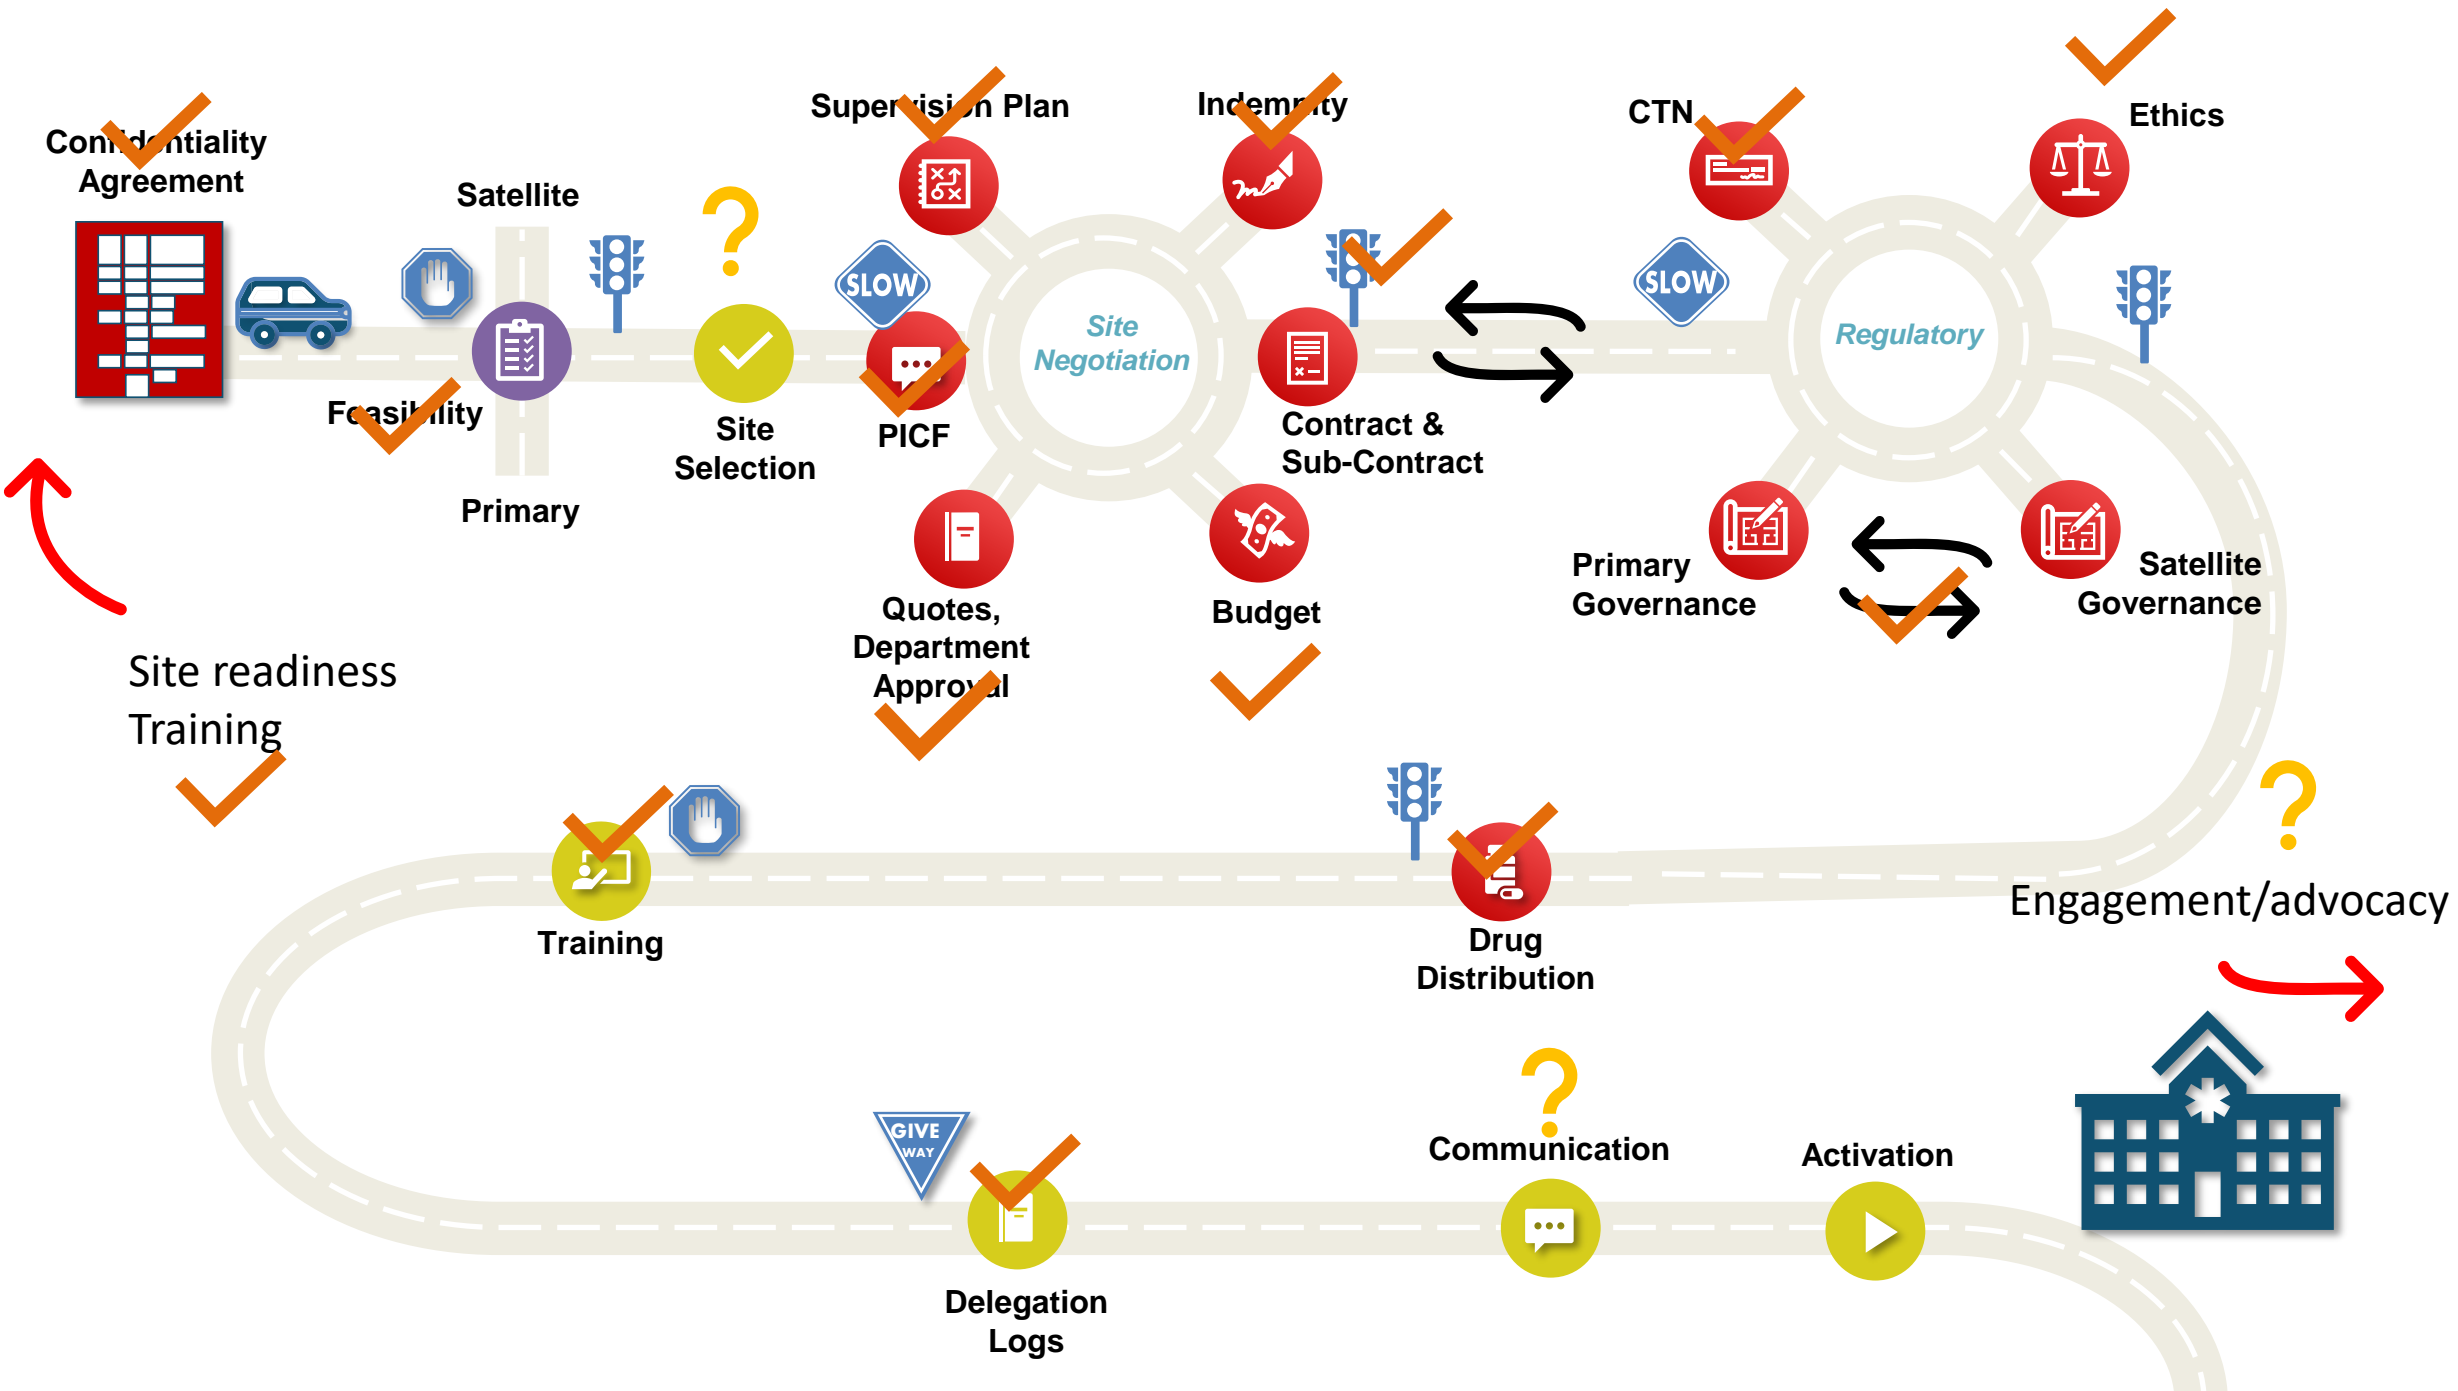 Confidentiality
Agreement
Satellite
Feasibility
Primary
Site
Selection
Supervision Plan
SLOW
PICF
Site
Negotiation
Indemnity
Contract &
Sub-Contract
Quotes,
Department
Approval
Budget
CTN
SLOW
Ethics
Regulatory
Primary
Governance
Satellite
Governance
Site readiness
Training
Training
Drug
Distribution
Engagement/advocacy
GIVE
WAY
Delegation
Logs
Communication
Activation